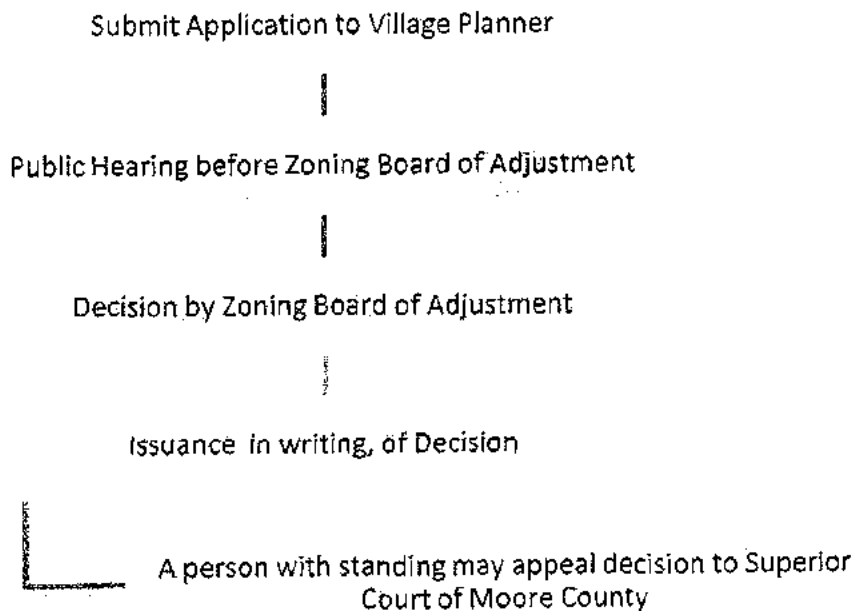 Submit Application to Village Planner
Public Hearing before Zoning Board of Adjustment
Decision by Zoning Board of Adjustment
Issuance in writing, of Decision
A person with standing may appeal decision to Superior
Court of Moore County